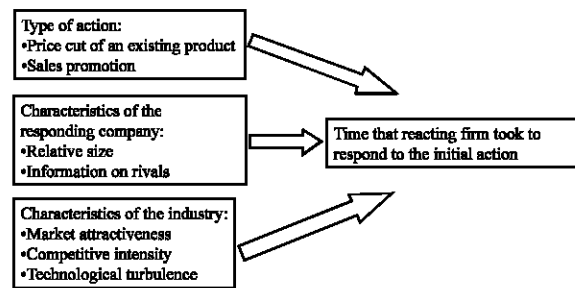 Type of action:
•Price cut of an existing product
•Sales promotion
Characteristics of the
responding company:
•Relative size
•Information on rivals
Characteristics of the industry:
•Market attractiveness
•Competitive intensity
•Technological turbulence
Time that reacting firm took to
respond to the initial action